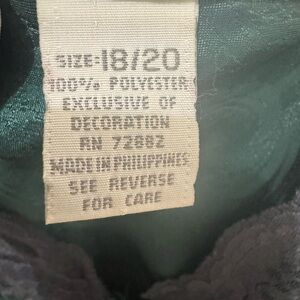 SIZE: 18/20
100% POLYESTER
EXCLUSIVE OF
DECORATION
RN 72882
MADE IN PHILIPPINES
SEE REVERSE
FOR CARE